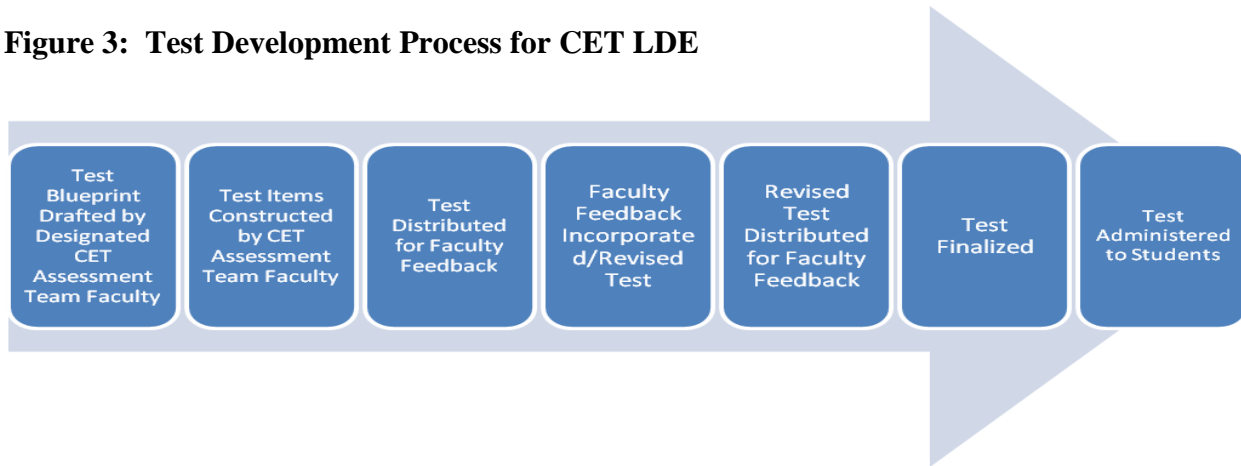 Figure 3:  Test Development Process for CET LDE
Test
Blueprint
Drafted by
Designated
CET
Assessment
Team Faculty
Test Items
Constructed
by CET
Assessment
Team Faculty
Test
Distributed
for Faculty
Feedback
Faculty
Feedback
Incorporate
d/Revised
Test
Revised
Test
Distributed
for Faculty
Feedback
Test
Finalized
Test
Administered
to Students